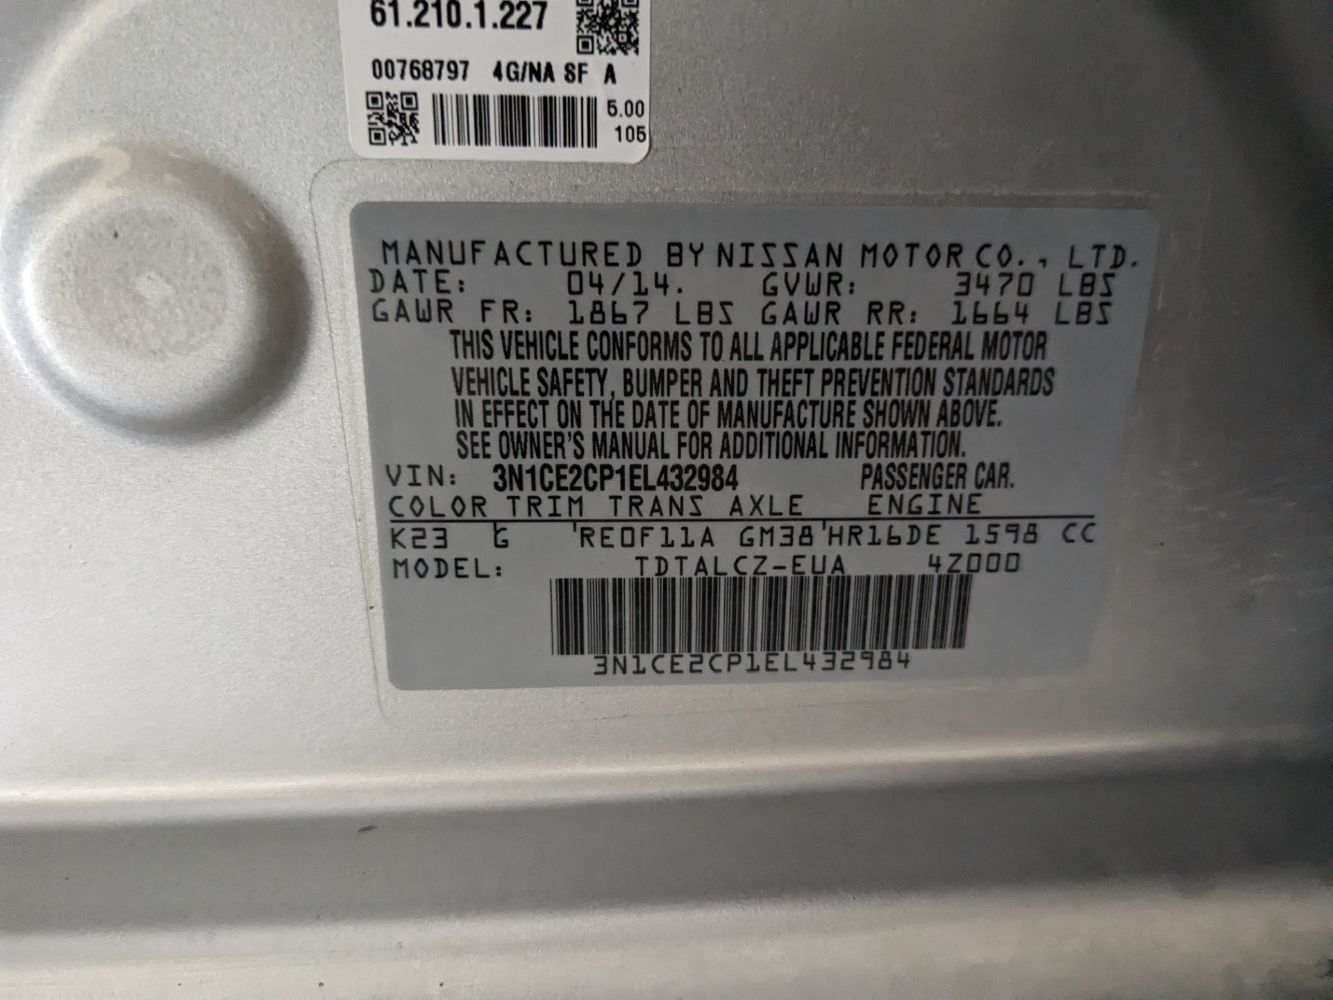 61.210.1.227
00768797 4G/NA SF A
5.00
105
MANUFACTURED BY NISSAN MOTOR CO., LTD.
DATE: 04/14. GVWR: 3470 LBS
GAWR FR: 1867 LBS GAWR RR: 1664 LBS
THIS VEHICLE CONFORMS TO ALL APPLICABLE FEDERAL MOTOR
VEHICLE SAFETY, BUMPER AND THEFT PREVENTION STANDARDS
IN EFFECT ON THE DATE OF MANUFACTURE SHOWN ABOVE.
SEE OWNER'S MANUAL FOR ADDITIONAL INFORMATION.
VIN: 3N1CE2CP1EL432984 PASSENGER CAR.
COLOR TRIM TRANS AXLE ENGINE
K23 G RE0F11A GM38 HR16DE 1598 CC
MODEL: TDTALCZ-EUA 4Z000
3N1CE2CP1EL432984